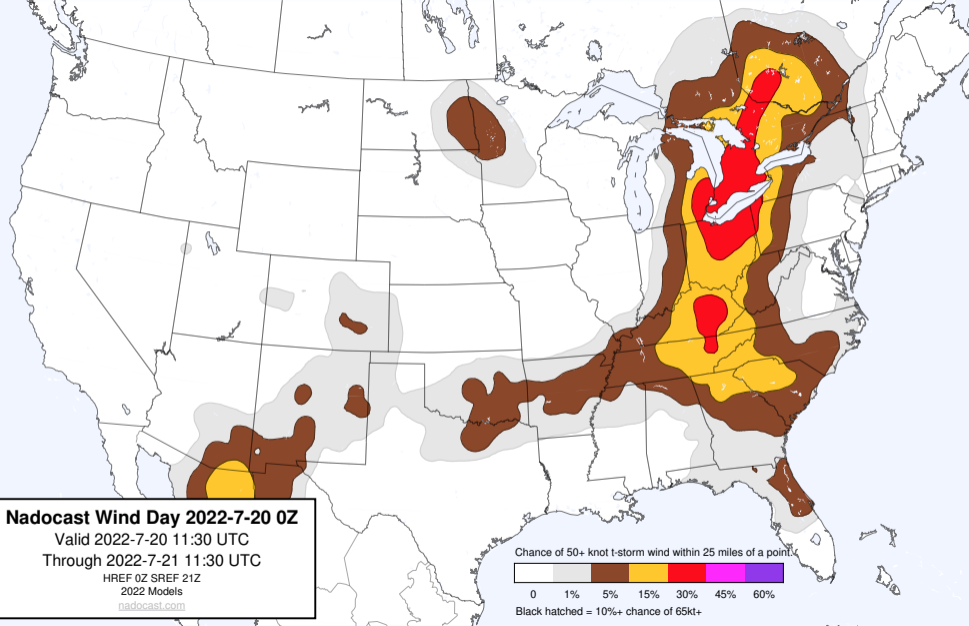 Nadocast Wind Day 2022-7-20 0Z
Valid 2022-7-20 11:30 UTC
Through 2022-7-21 11:30 UTC
HREF 0Z SREF 21Z
2022 Models
nadocast.com
Chance of 50+ knot t-storm wind within 25 miles of a point.
0 1% 5% 15% 30% 45% 60%
Black hatched = 10%+ chance of 65kt+